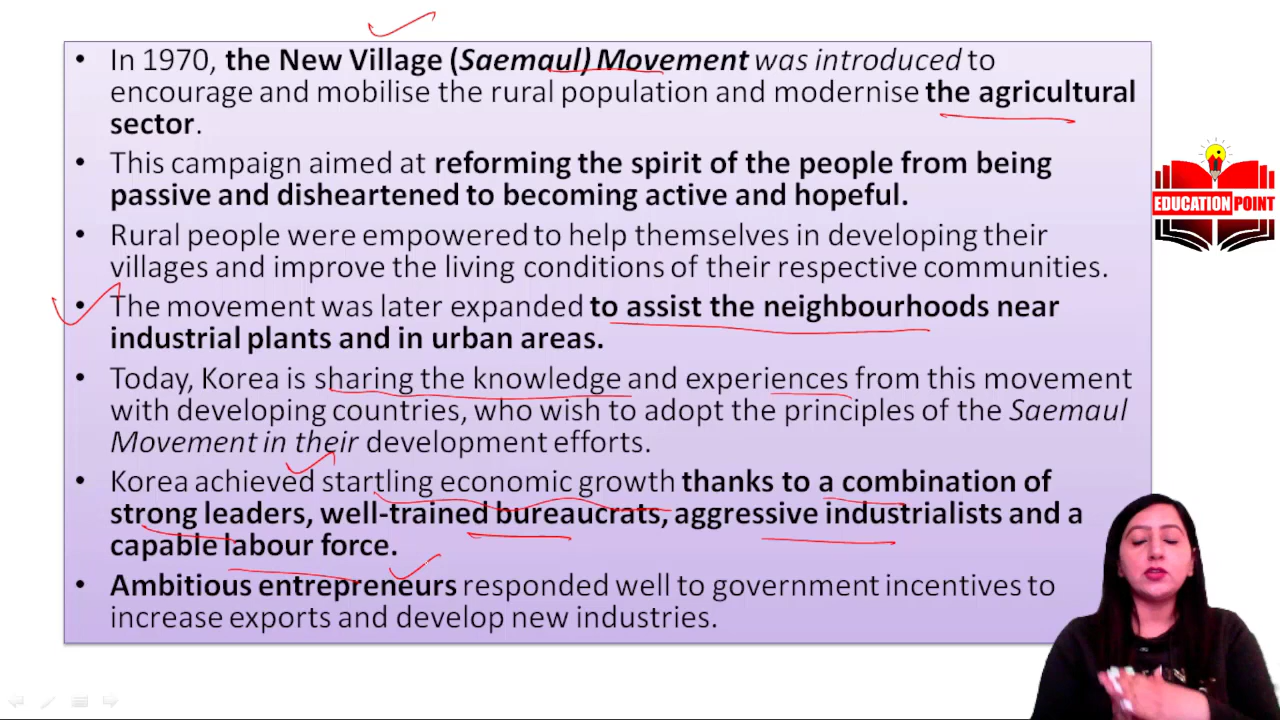 • In 1970, the New Village (Saemaul) Movement was introduced to
encourage and mobilise the rural population and modernise the agricultural
sector.
• This campaign aimed at reforming the spirit of the people from being
passive and disheartened to becoming active and hopeful.
• Rural people were empowered to help themselves in developing their
villages and improve the living conditions of their respective communities.
• The movement was later expanded to assist the neighbourhoods near
industrial plants and in urban areas.
• Today, Korea is sharing the knowledge and experiences from this movement
with developing countries, who wish to adopt the principles of the Saemaul
Movement in their development efforts.
• Korea achieved startling economic growth thanks to a combination of
strong leaders, well-trained bureaucrats, aggressive industrialists and a
capable labour force.
• Ambitious entrepreneurs responded well to government incentives to
increase exports and develop new industries.
EDUCATION POINT